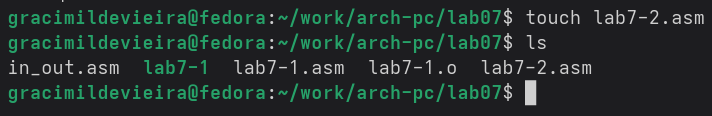 gracimildevieira@fedora:~/work/arch-pc/lab07$ touch lab7-2.asm
gracimildevieira@fedora:~/work/arch-pc/lab07$ ls
in_out.asm  lab7-1  lab7-1.asm  lab7-1.o  lab7-2.asm
gracimildevieira@fedora:~/work/arch-pc/lab07$